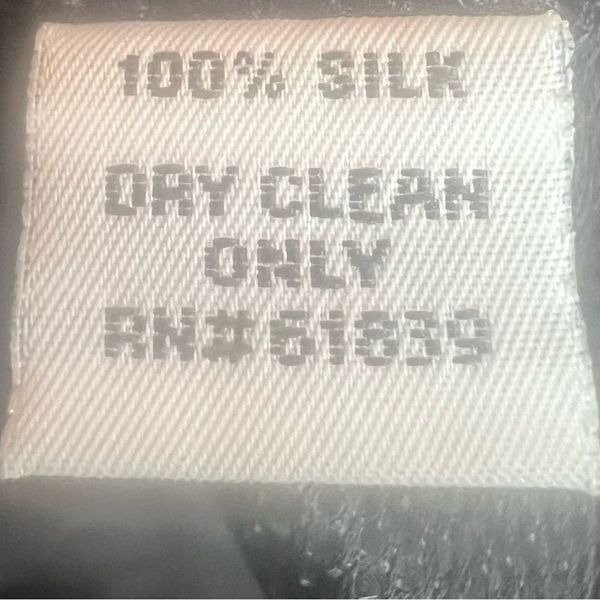 100% SILK
DRY CLEAN
ONLY
RN# 61839